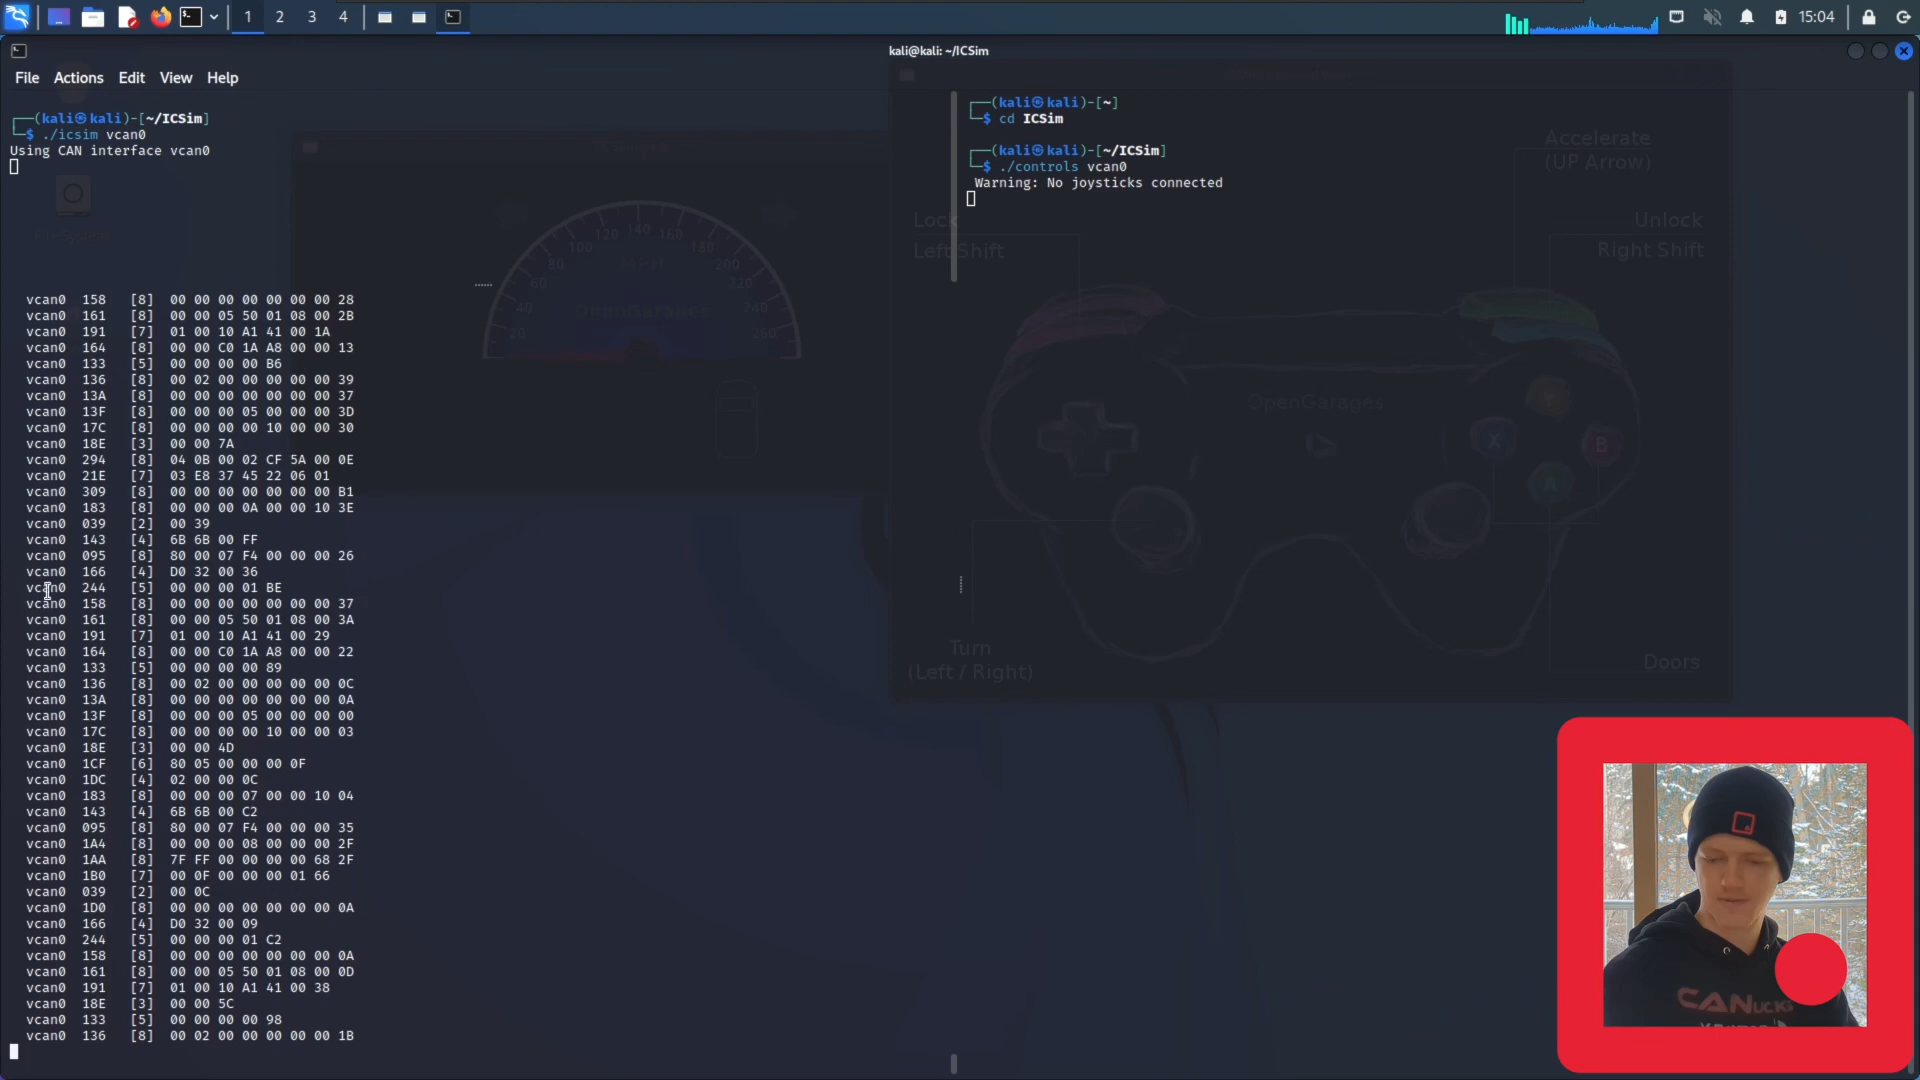 1 2 3 4
15:04
kali@kali: ~/ICSim
File Actions Edit View Help
┌──(kali㉿kali)-[~/ICSim]
└─$ ./icsim vcan0
Using CAN interface vcan0
┌──(kali㉿kali)-[~]
└─$ cd ICSim
┌──(kali㉿kali)-[~/ICSim]
└─$ ./controls vcan0
Warning: No joysticks connected
Accelerate
(UP Arrow)
Lock
Left Shift
Unlock
Right Shift
20 40 60 80 100 120 140 160 180 200 220 240 260
OpenGarages
OpenGarages
X
Y
B
A
Turn
(Left / Right)
Doors
vcan0 158 [8] 00 00 00 00 00 00 00 28
vcan0 161 [8] 00 00 05 50 01 08 00 2B
vcan0 191 [7] 01 00 10 A1 41 00 1A
vcan0 164 [8] 00 00 C0 1A A8 00 00 13
vcan0 133 [5] 00 00 00 00 B6
vcan0 136 [8] 00 02 00 00 00 00 00 39
vcan0 13A [8] 00 00 00 00 00 00 00 37
vcan0 13F [8] 00 00 00 05 00 00 00 3D
vcan0 17C [8] 00 00 00 00 10 00 00 30
vcan0 18E [3] 00 00 7A
vcan0 294 [8] 04 0B 00 02 CF 5A 00 0E
vcan0 21E [7] 03 E8 37 45 22 06 01
vcan0 309 [8] 00 00 00 00 00 00 00 B1
vcan0 183 [8] 00 00 00 0A 00 00 10 3E
vcan0 039 [2] 00 39
vcan0 143 [4] 6B 6B 00 FF
vcan0 095 [8] 80 00 07 F4 00 00 00 26
vcan0 166 [4] D0 32 00 36
vcan0 244 [5] 00 00 00 01 BE
vcan0 158 [8] 00 00 00 00 00 00 00 37
vcan0 161 [8] 00 00 05 50 01 08 00 3A
vcan0 191 [7] 01 00 10 A1 41 00 29
vcan0 164 [8] 00 00 C0 1A A8 00 00 22
vcan0 133 [5] 00 00 00 00 89
vcan0 136 [8] 00 02 00 00 00 00 00 0C
vcan0 13A [8] 00 00 00 00 00 00 00 0A
vcan0 13F [8] 00 00 00 05 00 00 00 00
vcan0 17C [8] 00 00 00 00 10 00 00 03
vcan0 18E [3] 00 00 4D
vcan0 1CF [6] 80 05 00 00 00 0F
vcan0 1DC [4] 02 00 00 0C
vcan0 183 [8] 00 00 00 07 00 00 10 04
vcan0 143 [4] 6B 6B 00 C2
vcan0 095 [8] 80 00 07 F4 00 00 00 35
vcan0 1A4 [8] 00 00 00 08 00 00 00 2F
vcan0 1AA [8] 7F FF 00 00 00 00 68 2F
vcan0 1B0 [7] 00 0F 00 00 00 01 66
vcan0 039 [2] 00 0C
vcan0 1D0 [8] 00 00 00 00 00 00 00 0A
vcan0 166 [4] D0 32 00 09
vcan0 244 [5] 00 00 00 01 C2
vcan0 158 [8] 00 00 00 00 00 00 00 0A
vcan0 161 [8] 00 00 05 50 01 08 00 0D
vcan0 191 [7] 01 00 10 A1 41 00 38
vcan0 18E [3] 00 00 5C
vcan0 133 [5] 00 00 00 00 98
vcan0 136 [8] 00 02 00 00 00 00 00 1B
CANUCKS